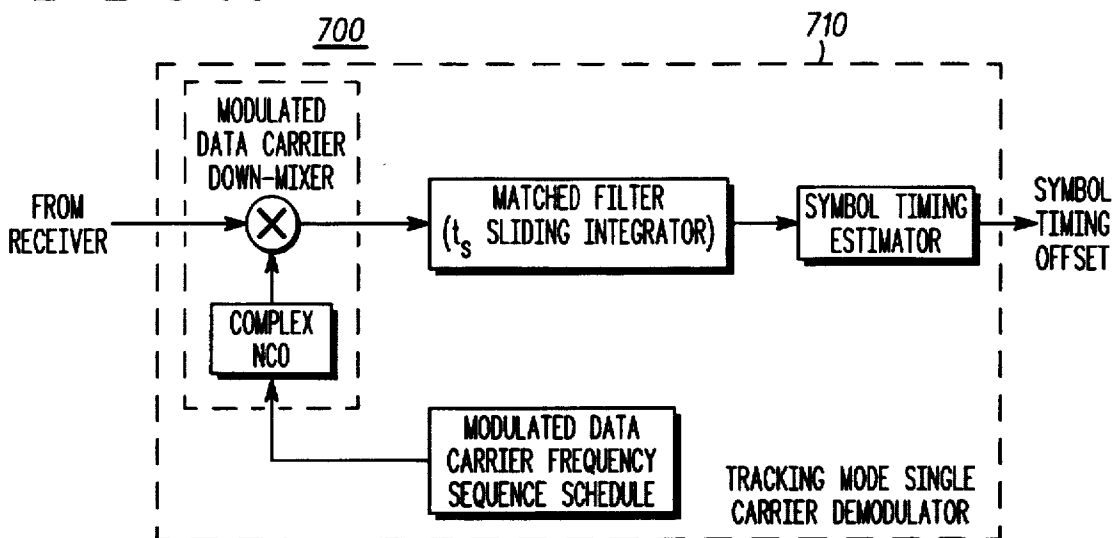 700
710
MODULATED
DATA CARRIER
DOWN-MIXER
FROM
RECEIVER
MATCHED FILTER
(tₛ SLIDING INTEGRATOR)
SYMBOL TIMING
ESTIMATOR
SYMBOL
TIMING
OFFSET
COMPLEX
NCO
MODULATED DATA
CARRIER FREQUENCY
SEQUENCE SCHEDULE
TRACKING MODE SINGLE
CARRIER DEMODULATOR